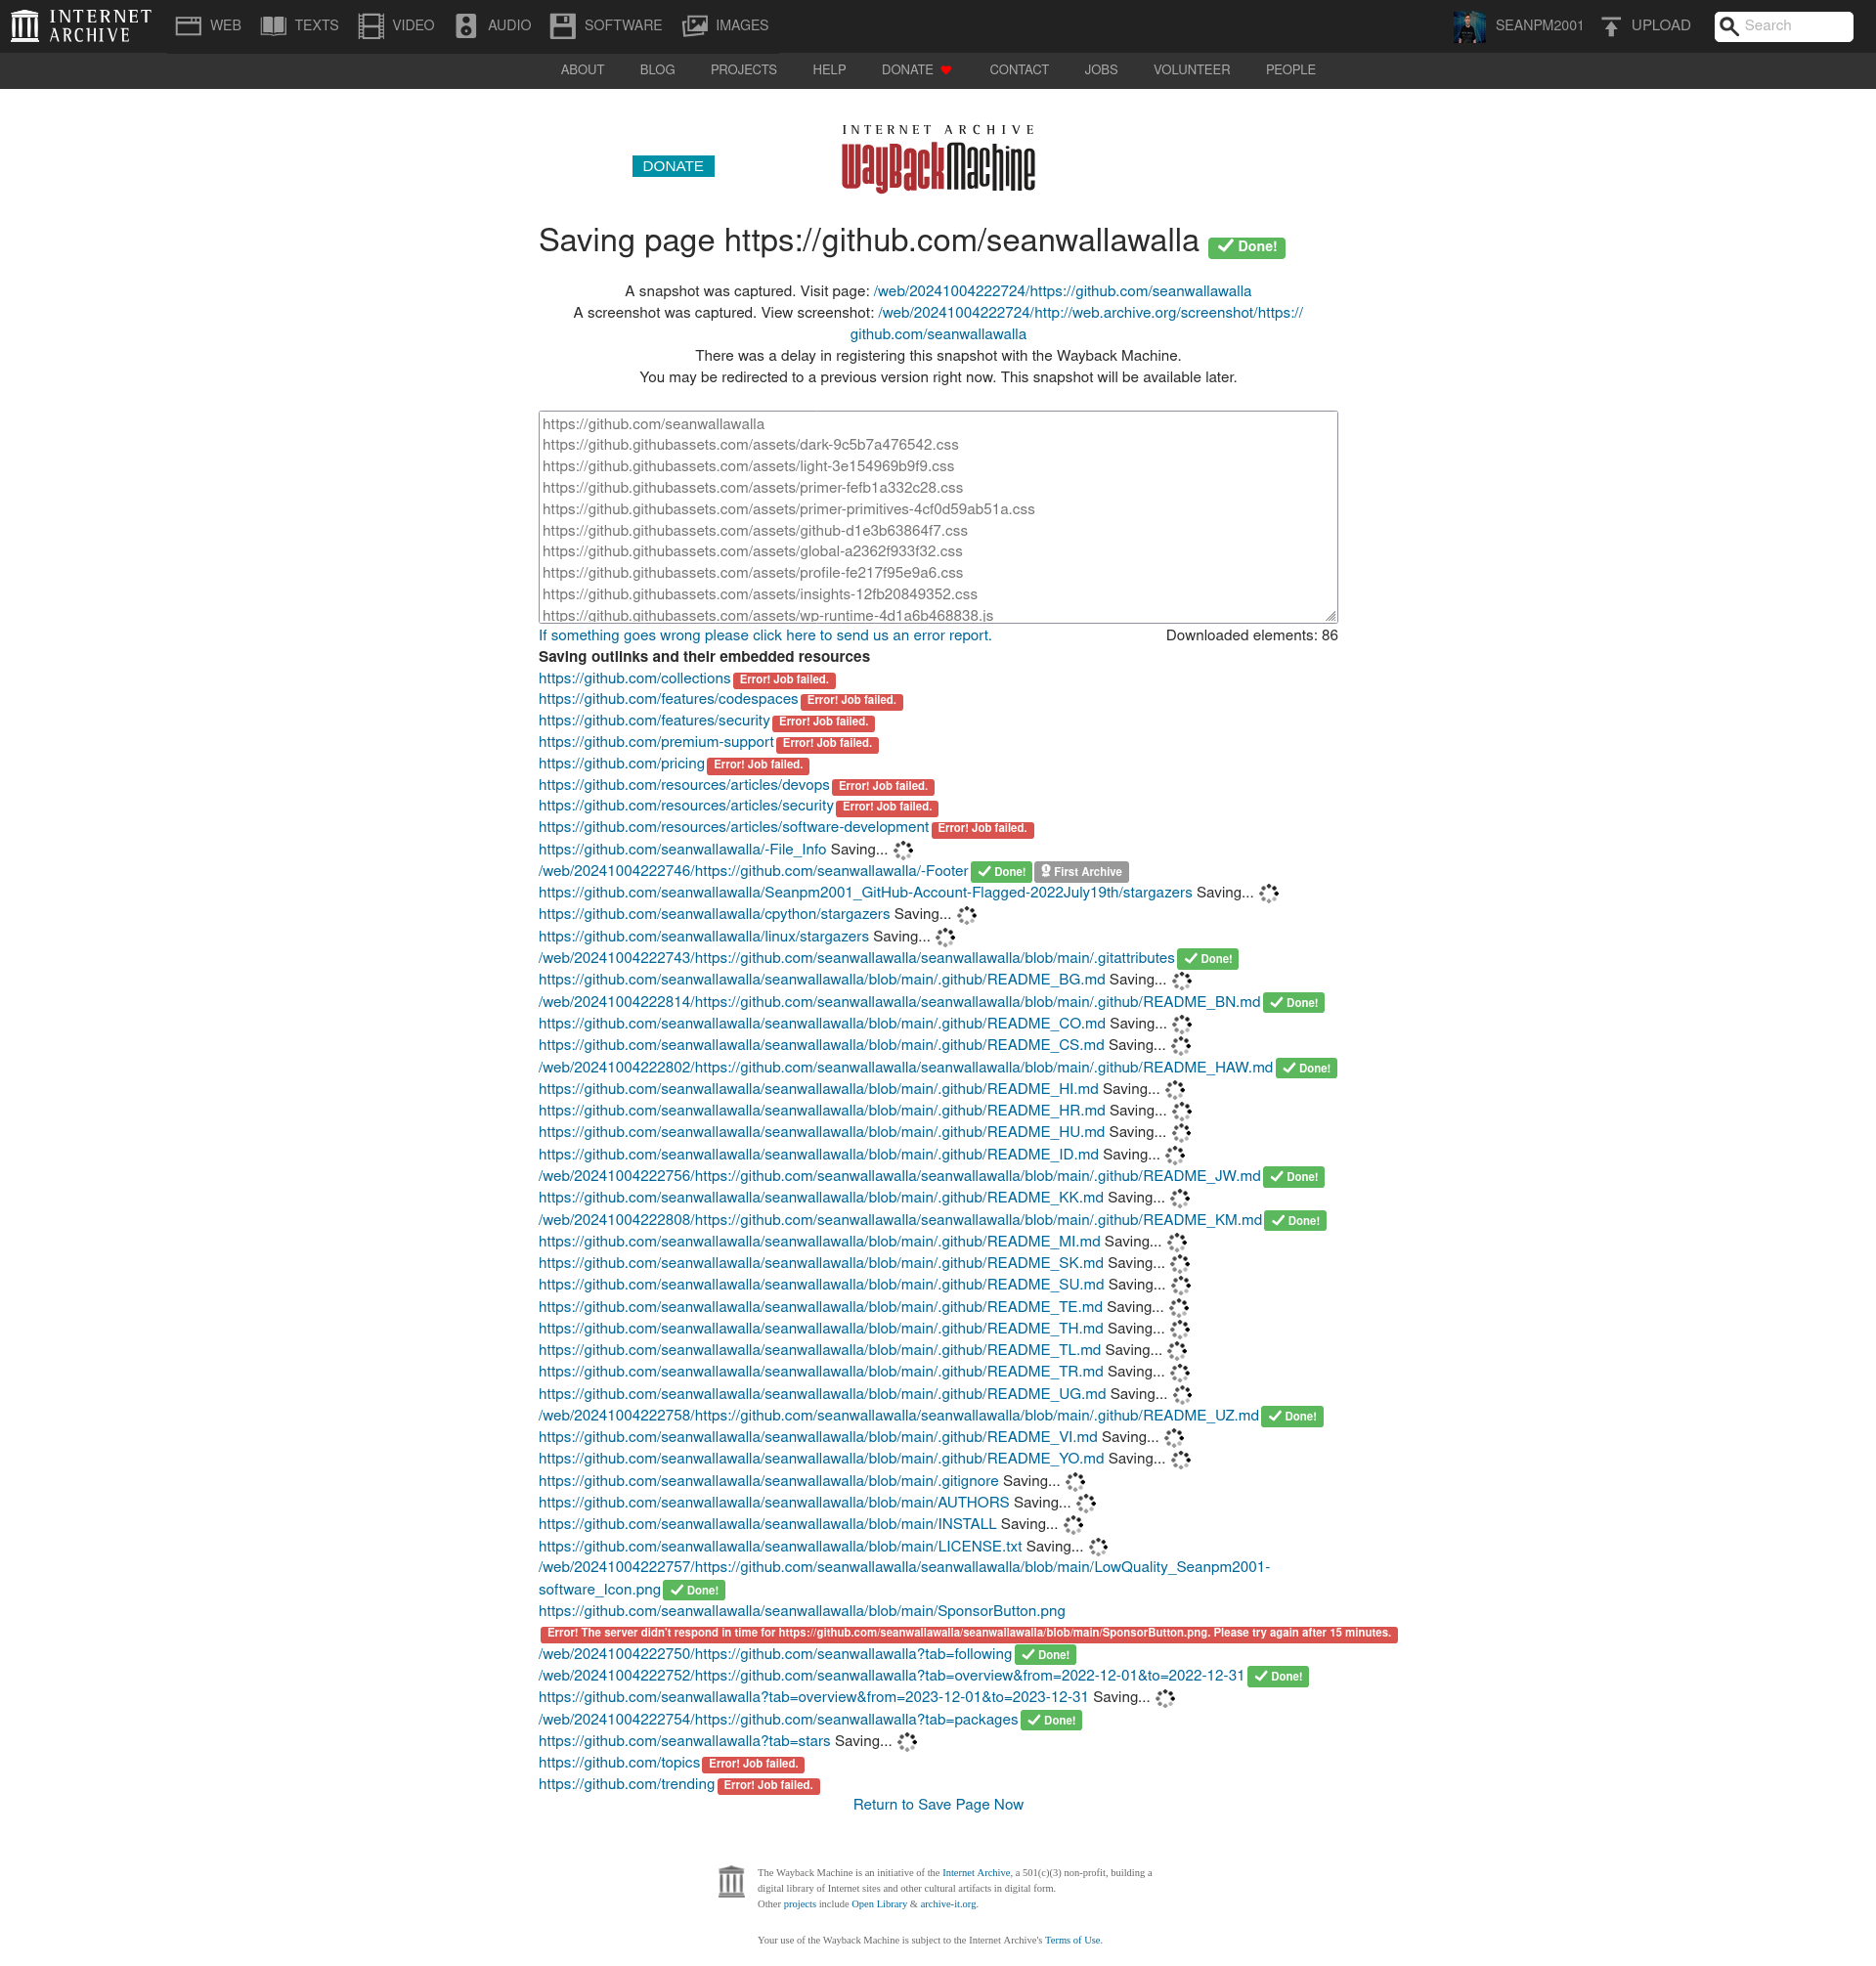 INTERNET ARCHIVE
WEB TEXTS VIDEO AUDIO SOFTWARE IMAGES SEANPM2001 UPLOAD Search
ABOUT BLOG PROJECTS HELP DONATE CONTACT JOBS VOLUNTEER PEOPLE
INTERNET ARCHIVE
DONATE
WayBackMachine
Saving page https://github.com/seanwallawalla Done!
A snapshot was captured. Visit page: /web/20241004222724/https://github.com/seanwallawalla
A screenshot was captured. View screenshot: /web/20241004222724/http://web.archive.org/screenshot/https://
github.com/seanwallawalla
There was a delay in registering this snapshot with the Wayback Machine.
You may be redirected to a previous version right now. This snapshot will be available later.
https://github.com/seanwallawalla
https://github.githubassets.com/assets/dark-9c5b7a476542.css
https://github.githubassets.com/assets/light-3e154969b9f9.css
https://github.githubassets.com/assets/primer-fefb1a332c28.css
https://github.githubassets.com/assets/primer-primitives-4cf0d59ab51a.css
https://github.githubassets.com/assets/github-d1e3b63864f7.css
https://github.githubassets.com/assets/global-a2362f933f32.css
https://github.githubassets.com/assets/profile-fe217f95e9a6.css
https://github.githubassets.com/assets/insights-12fb20849352.css
https://github.githubassets.com/assets/wp-runtime-4d1a6b468838.js
If something goes wrong please click here to send us an error report. Downloaded elements: 86
Saving outlinks and their embedded resources
https://github.com/collections Error! Job failed.
https://github.com/features/codespaces Error! Job failed.
https://github.com/features/security Error! Job failed.
https://github.com/premium-support Error! Job failed.
https://github.com/pricing Error! Job failed.
https://github.com/resources/articles/devops Error! Job failed.
https://github.com/resources/articles/security Error! Job failed.
https://github.com/resources/articles/software-development Error! Job failed.
https://github.com/seanwallawalla/-File_Info Saving...
/web/20241004222746/https://github.com/seanwallawalla/-Footer Done! First Archive
https://github.com/seanwallawalla/Seanpm2001_GitHub-Account-Flagged-2022July19th/stargazers Saving...
https://github.com/seanwallawalla/cpython/stargazers Saving...
https://github.com/seanwallawalla/linux/stargazers Saving...
/web/20241004222743/https://github.com/seanwallawalla/seanwallawalla/blob/main/.gitattributes Done!
https://github.com/seanwallawalla/seanwallawalla/blob/main/.github/README_BG.md Saving...
/web/20241004222814/https://github.com/seanwallawalla/seanwallawalla/blob/main/.github/README_BN.md Done!
https://github.com/seanwallawalla/seanwallawalla/blob/main/.github/README_CO.md Saving...
https://github.com/seanwallawalla/seanwallawalla/blob/main/.github/README_CS.md Saving...
/web/20241004222802/https://github.com/seanwallawalla/seanwallawalla/blob/main/.github/README_HAW.md Done!
https://github.com/seanwallawalla/seanwallawalla/blob/main/.github/README_HI.md Saving...
https://github.com/seanwallawalla/seanwallawalla/blob/main/.github/README_HR.md Saving...
https://github.com/seanwallawalla/seanwallawalla/blob/main/.github/README_HU.md Saving...
https://github.com/seanwallawalla/seanwallawalla/blob/main/.github/README_ID.md Saving...
/web/20241004222756/https://github.com/seanwallawalla/seanwallawalla/blob/main/.github/README_JW.md Done!
https://github.com/seanwallawalla/seanwallawalla/blob/main/.github/README_KK.md Saving...
/web/20241004222808/https://github.com/seanwallawalla/seanwallawalla/blob/main/.github/README_KM.md Done!
https://github.com/seanwallawalla/seanwallawalla/blob/main/.github/README_MI.md Saving...
https://github.com/seanwallawalla/seanwallawalla/blob/main/.github/README_SK.md Saving...
https://github.com/seanwallawalla/seanwallawalla/blob/main/.github/README_SU.md Saving...
https://github.com/seanwallawalla/seanwallawalla/blob/main/.github/README_TE.md Saving...
https://github.com/seanwallawalla/seanwallawalla/blob/main/.github/README_TH.md Saving...
https://github.com/seanwallawalla/seanwallawalla/blob/main/.github/README_TL.md Saving...
https://github.com/seanwallawalla/seanwallawalla/blob/main/.github/README_TR.md Saving...
https://github.com/seanwallawalla/seanwallawalla/blob/main/.github/README_UG.md Saving...
/web/20241004222758/https://github.com/seanwallawalla/seanwallawalla/blob/main/.github/README_UZ.md Done!
https://github.com/seanwallawalla/seanwallawalla/blob/main/.github/README_VI.md Saving...
https://github.com/seanwallawalla/seanwallawalla/blob/main/.github/README_YO.md Saving...
https://github.com/seanwallawalla/seanwallawalla/blob/main/.gitignore Saving...
https://github.com/seanwallawalla/seanwallawalla/blob/main/AUTHORS Saving...
https://github.com/seanwallawalla/seanwallawalla/blob/main/INSTALL Saving...
https://github.com/seanwallawalla/seanwallawalla/blob/main/LICENSE.txt Saving...
/web/20241004222757/https://github.com/seanwallawalla/seanwallawalla/blob/main/LowQuality_Seanpm2001-
software_Icon.png Done!
https://github.com/seanwallawalla/seanwallawalla/blob/main/SponsorButton.png
Error! The server didn't respond in time for https://github.com/seanwallawalla/seanwallawalla/blob/main/SponsorButton.png. Please try again after 15 minutes.
/web/20241004222750/https://github.com/seanwallawalla?tab=following Done!
/web/20241004222752/https://github.com/seanwallawalla?tab=overview&from=2022-12-01&to=2022-12-31 Done!
https://github.com/seanwallawalla?tab=overview&from=2023-12-01&to=2023-12-31 Saving...
/web/20241004222754/https://github.com/seanwallawalla?tab=packages Done!
https://github.com/seanwallawalla?tab=stars Saving...
https://github.com/topics Error! Job failed.
https://github.com/trending Error! Job failed.
Return to Save Page Now
The Wayback Machine is an initiative of the Internet Archive, a 501(c)(3) non-profit, building a
digital library of Internet sites and other cultural artifacts in digital form.
Other projects include Open Library & archive-it.org.
Your use of the Wayback Machine is subject to the Internet Archive's Terms of Use.